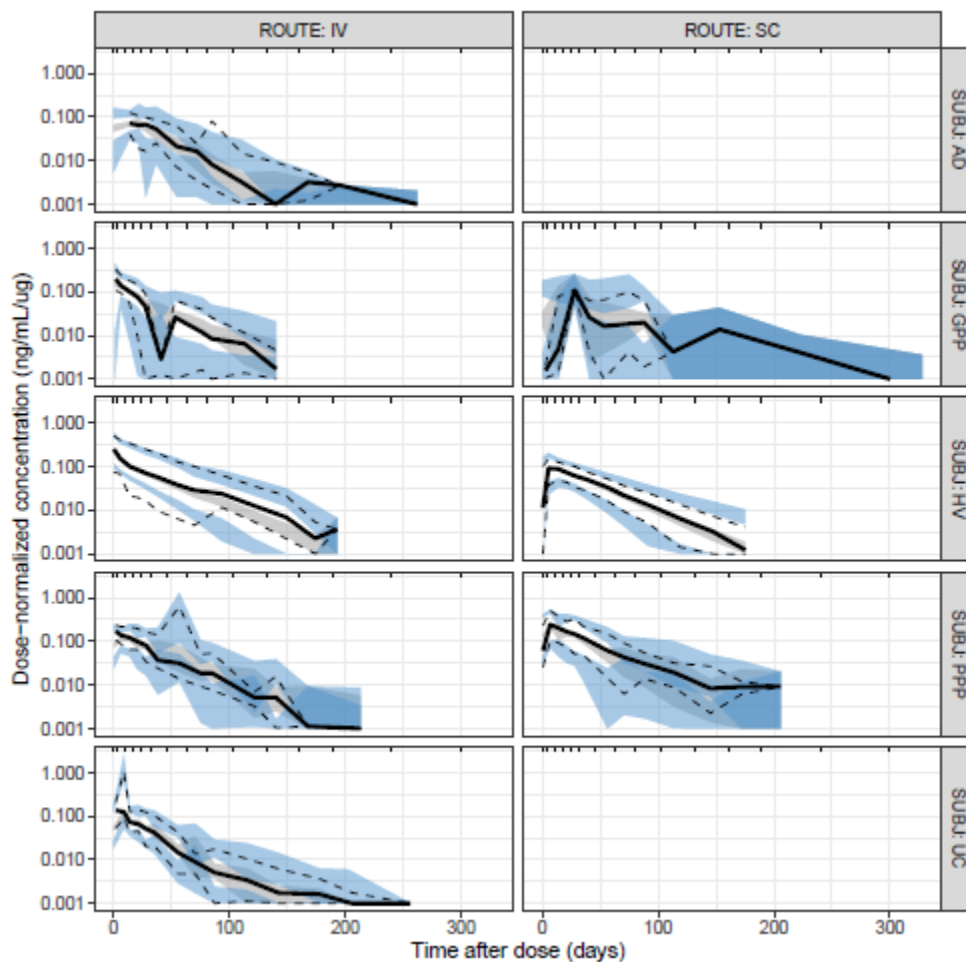 ROUTE: IV
ROUTE: SC
1.000
0.100
0.010
0.001
SUBJ: AD
1.000
0.100
0.010
0.001
SUBJ: GPP
1.000
0.100
0.010
0.001
SUBJ: HV
1.000
0.100
0.010
0.001
SUBJ: PPP
1.000
0.100
0.010
0.001
SUBJ: UC
Dose−normalized concentration (ng/mL/ug)
0 100 200 300
0 100 200 300
Time after dose (days)